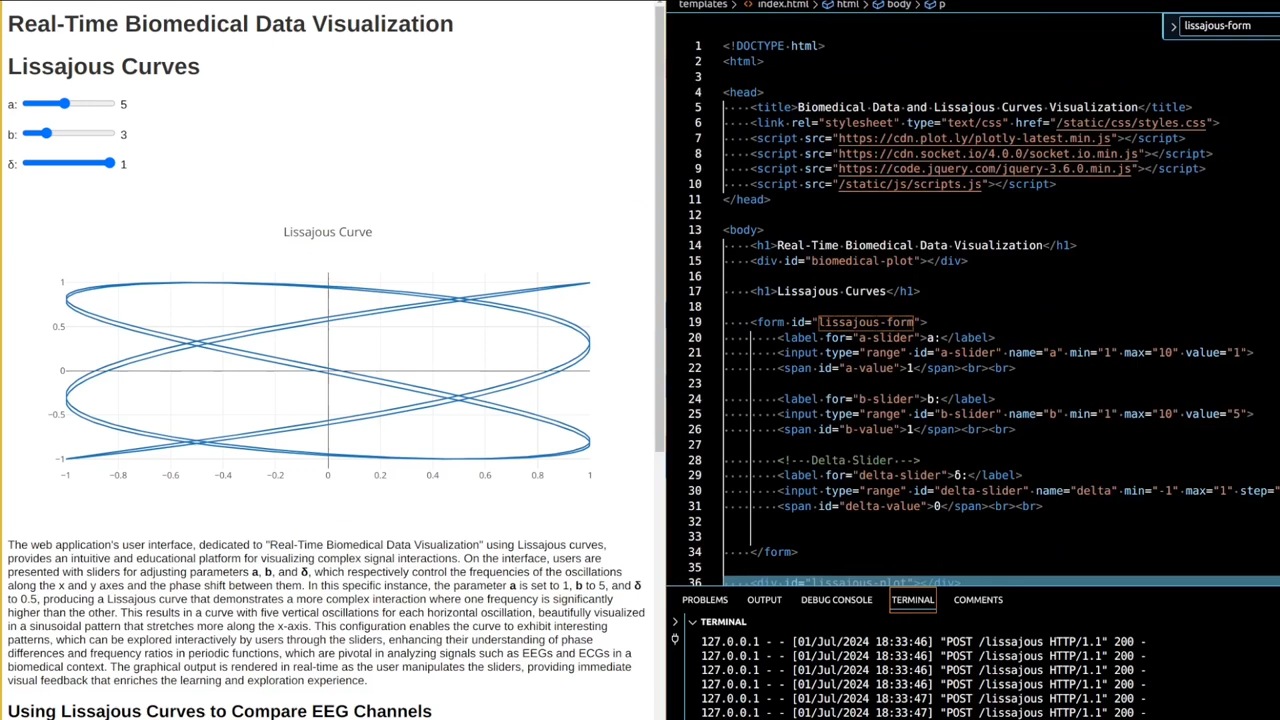 Real-Time Biomedical Data Visualization
Lissajous Curves
a: 5
b: 3
δ: 1
Lissajous Curve
1
0.5
0
−0.5
−1
−1 −0.8 −0.6 −0.4 −0.2 0 0.2 0.4 0.6 0.8 1
The web application's user interface, dedicated to "Real-Time Biomedical Data Visualization" using Lissajous curves,
provides an intuitive and educational platform for visualizing complex signal interactions. On the interface, users are
presented with sliders for adjusting parameters a, b, and δ, which respectively control the frequencies of the oscillations
along the x and y axes and the phase shift between them. In this specific instance, the parameter a is set to 1, b to 5, and δ
to 0.5, producing a Lissajous curve that demonstrates a more complex interaction where one frequency is significantly
higher than the other. This results in a curve with five vertical oscillations for each horizontal oscillation, beautifully visualized
in a sinusoidal pattern that stretches more along the x-axis. This configuration enables the curve to exhibit interesting
patterns, which can be explored interactively by users through the sliders, enhancing their understanding of phase
differences and frequency ratios in periodic functions, which are pivotal in analyzing signals such as EEGs and ECGs in a
biomedical context. The graphical output is rendered in real-time as the user manipulates the sliders, providing immediate
visual feedback that enriches the learning and exploration experience.
Using Lissajous Curves to Compare EEG Channels
templates > <> index.html > html > body > p
> lissajous-form
1 <!DOCTYPE·html>
2 <html>
3
4 <head>
5 ····<title>Biomedical·Data·and·Lissajous·Curves·Visualization</title>
6 ····<link·rel="stylesheet"·type="text/css"·href="/static/css/styles.css">
7 ····<script·src="https://cdn.plot.ly/plotly-latest.min.js"></script>
8 ····<script·src="https://cdn.socket.io/4.0.0/socket.io.min.js"></script>
9 ····<script·src="https://code.jquery.com/jquery-3.6.0.min.js"></script>
10 ····<script·src="/static/js/scripts.js"></script>
11 </head>
12
13 <body>
14 ····<h1>Real-Time·Biomedical·Data·Visualization</h1>
15 ····<div·id="biomedical-plot"></div>
16
17 ····<h1>Lissajous·Curves</h1>
18
19 ····<form·id="lissajous-form">
20 ········<label·for="a-slider">a:</label>
21 ········<input·type="range"·id="a-slider"·name="a"·min="1"·max="10"·value="1">
22 ········<span·id="a-value">1</span><br><br>
23
24 ········<label·for="b-slider">b:</label>
25 ········<input·type="range"·id="b-slider"·name="b"·min="1"·max="10"·value="5">
26 ········<span·id="b-value">1</span><br><br>
27
28 ········<!--·Delta·Slider·-->
29 ········<label·for="delta-slider">δ:</label>
30 ········<input·type="range"·id="delta-slider"·name="delta"·min="-1"·max="1"·step="
31 ········<span·id="delta-value">0</span><br><br>
32
33
34 ····</form>
35
36 ····<div·id="lissajous-plot"></div>
PROBLEMS OUTPUT DEBUG CONSOLE TERMINAL COMMENTS
TERMINAL
127.0.0.1 - - [01/Jul/2024 18:33:46] "POST /lissajous HTTP/1.1" 200 -
127.0.0.1 - - [01/Jul/2024 18:33:46] "POST /lissajous HTTP/1.1" 200 -
127.0.0.1 - - [01/Jul/2024 18:33:46] "POST /lissajous HTTP/1.1" 200 -
127.0.0.1 - - [01/Jul/2024 18:33:46] "POST /lissajous HTTP/1.1" 200 -
127.0.0.1 - - [01/Jul/2024 18:33:47] "POST /lissajous HTTP/1.1" 200 -
127.0.0.1 - - [01/Jul/2024 18:33:47] "POST /lissajous HTTP/1.1" 200 -